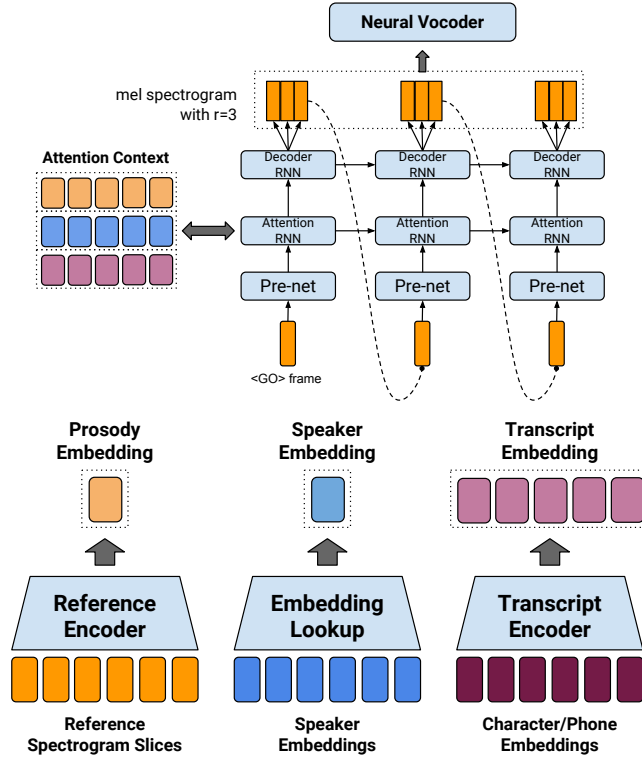 Neural Vocoder
mel spectrogram
with r=3
Attention Context
Decoder
RNN
Decoder
RNN
Decoder
RNN
Attention
RNN
Attention
RNN
Attention
RNN
Pre-net
Pre-net
Pre-net
<GO> frame
Prosody
Embedding
Speaker
Embedding
Transcript
Embedding
Reference
Encoder
Embedding
Lookup
Transcript
Encoder
Reference
Spectrogram Slices
Speaker
Embeddings
Character/Phone
Embeddings